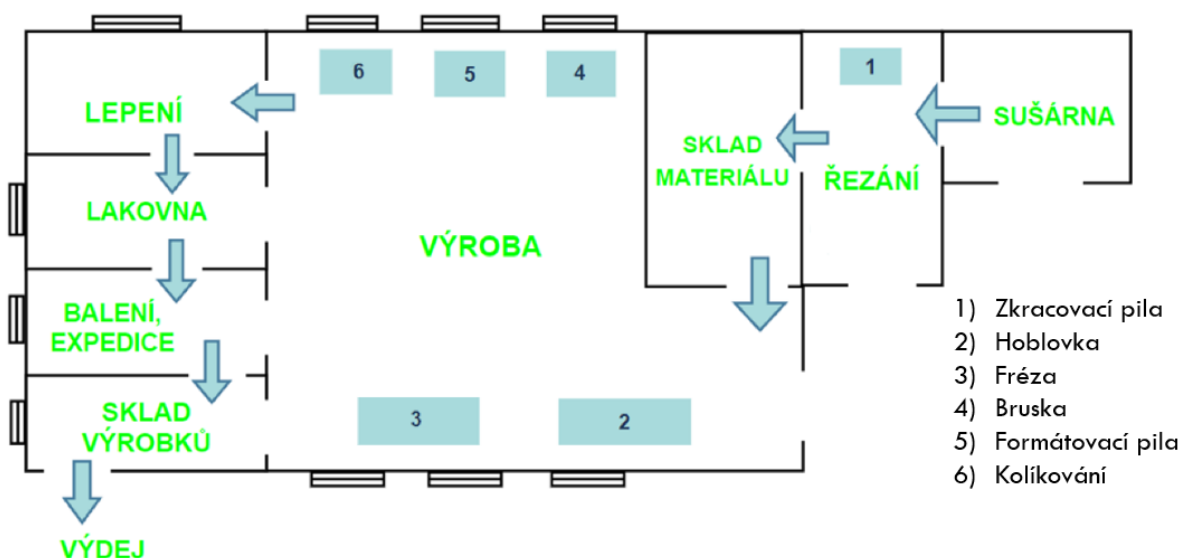 6
5
4
1
LEPENÍ
SUŠÁRNA
SKLAD
MATERIÁLU
ŘEZÁNÍ
LAKOVNA
VÝROBA
BALENÍ,
EXPEDICE
1) Zkracovací pila
2) Hoblovka
3) Fréza
4) Bruska
5) Formátovací pila
6) Kolíkování
3
2
SKLAD
VÝROBKŮ
VÝDEJ